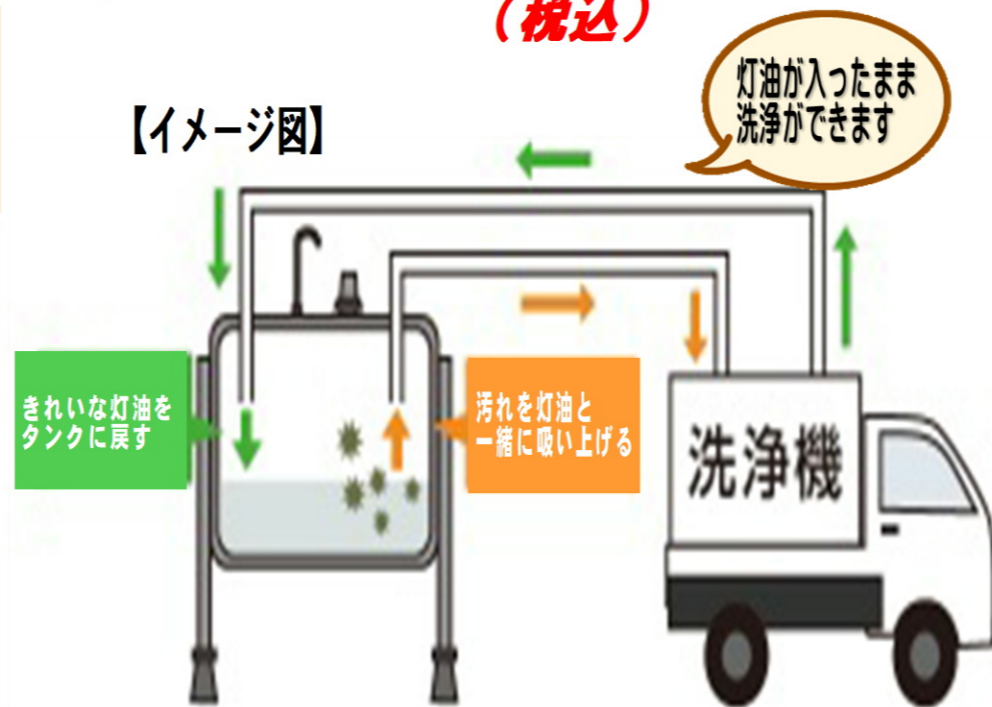 （税込）
灯油が入ったまま
洗浄ができます
【イメージ図】
きれいな灯油を
タンクに戻す
汚れを灯油と
一緒に吸い上げる
洗浄機